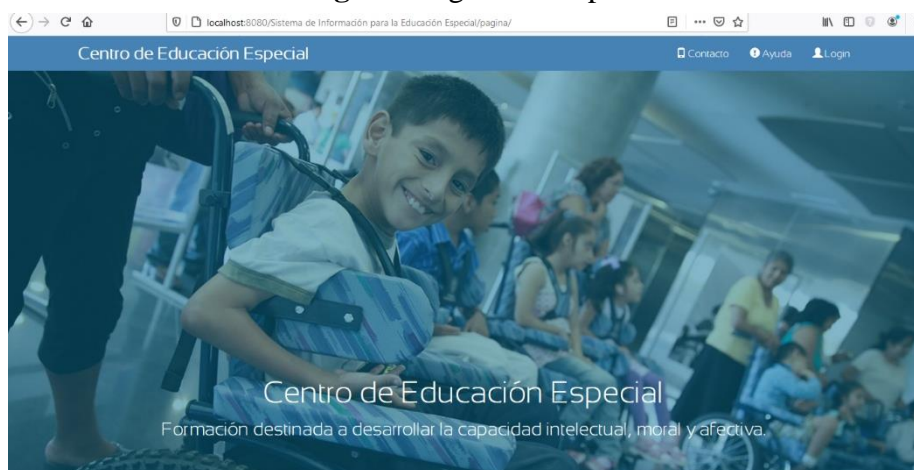 localhost:8080/Sistema de Información para la Educación Especial/pagina/
Centro de Educación Especial
Contacto
Ayuda
Login
Centro de Educación Especial
Formación destinada a desarrollar la capacidad intelectual, moral y afectiva.